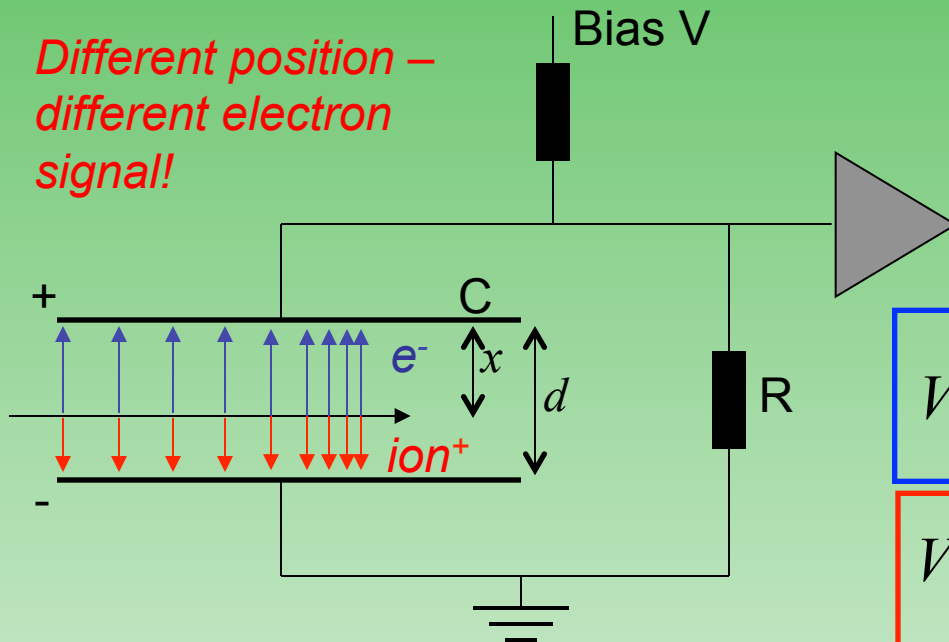 Different position –
different electron
signal!
Bias V
+
C
e⁻
x
d
R
ion⁺
-
V
V